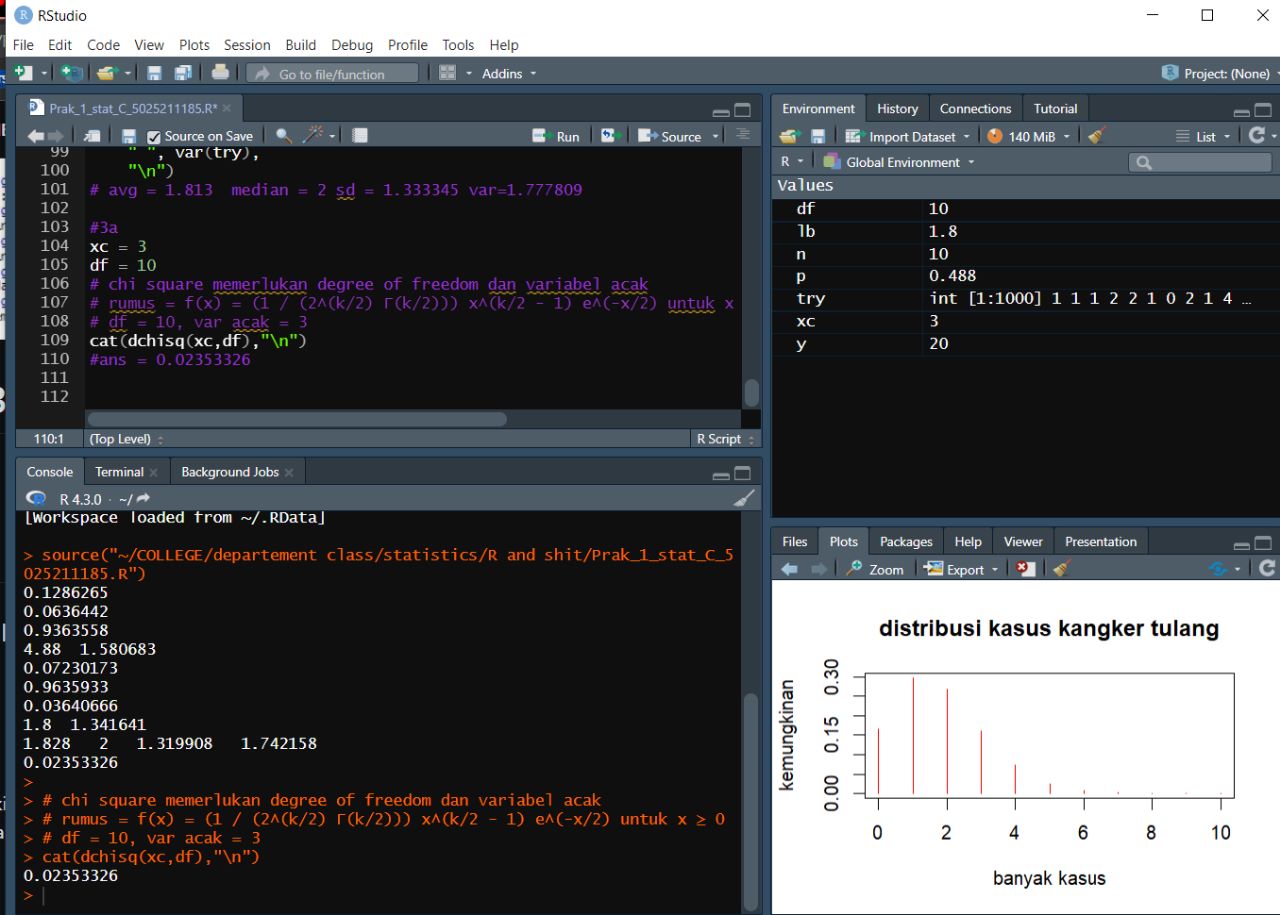 RStudio
File Edit Code View Plots Session Build Debug Profile Tools Help
Go to file/function Addins Project: (None)
Prak_1_stat_C_5025211185.R*
Source on Save Run Source
99 " ", var(try),
100 "\n")
101 # avg = 1.813  median = 2 sd = 1.333345 var=1.777809
102
103 #3a
104 xc = 3
105 df = 10
106 # chi square memerlukan degree of freedom dan variabel acak
107 # rumus = f(x) = (1 / (2^(k/2) Γ(k/2))) x^(k/2 - 1) e^(-x/2) untuk x
108 # df = 10, var acak = 3
109 cat(dchisq(xc,df),"\n")
110 #ans = 0.02353326
111
112
110:1 (Top Level) R Script
Console Terminal Background Jobs
R 4.3.0 · ~/
[Workspace loaded from ~/.RData]
> source("~/COLLEGE/departement class/statistics/R and shit/Prak_1_stat_C_5
025211185.R")
0.1286265
0.0636442
0.9363558
4.88  1.580683
0.07230173
0.9635933
0.03640666
1.8  1.341641
1.828   2   1.319908   1.742158
0.02353326
>
> # chi square memerlukan degree of freedom dan variabel acak
> # rumus = f(x) = (1 / (2^(k/2) Γ(k/2))) x^(k/2 - 1) e^(-x/2) untuk x ≥ 0
> # df = 10, var acak = 3
> cat(dchisq(xc,df),"\n")
0.02353326
>
Environment History Connections Tutorial
Import Dataset 140 MiB List
R Global Environment
Values
df 10
lb 1.8
n 10
p 0.488
try int [1:1000] 1 1 1 2 2 1 0 2 1 4 ...
xc 3
y 20
Files Plots Packages Help Viewer Presentation
Zoom Export
distribusi kasus kangker tulang
kemungkinan
0.30
0.15
0.00
0 2 4 6 8 10
banyak kasus